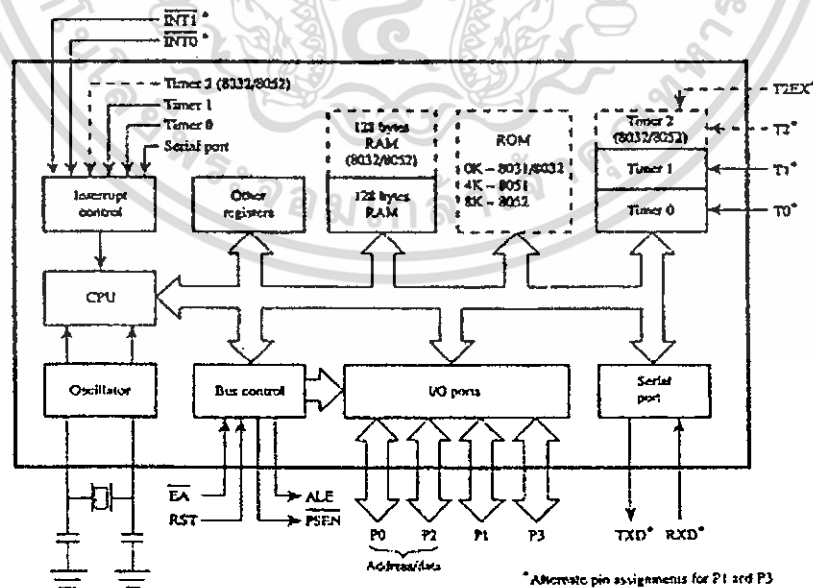 INT1*
INT0*
Timer 2 (8032/8052)
Timer 1
Timer 0
Serial port
T2EX*
T2*
T1*
T0*
Interrupt control
Other registers
128 bytes RAM (8032/8052)
128 bytes RAM
ROM
0K – 8031/8032
4K – 8051
8K – 8052
Timer 2 (8032/8052)
Timer 1
Timer 0
CPU
Oscillator
Bus control
I/O ports
Serial port
EA
RST
ALE
PSEN
P0
P2
P1
P3
Address/data
TXD*
RXD*
* Alternate pin assignments for P1 and P3